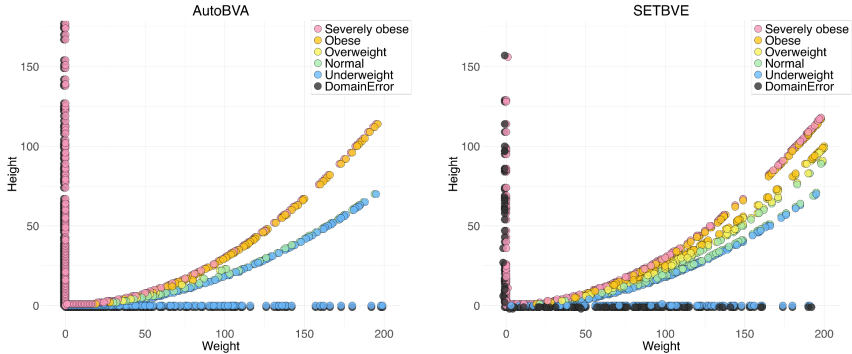 AutoBVA
Severely obese
Obese
Overweight
Normal
Underweight
DomainError
150
100
50
0
Height
0
50
100
150
200
Weight
SETBVE
Severely obese
Obese
Overweight
Normal
Underweight
DomainError
150
100
50
0
Height
0
50
100
150
200
Weight